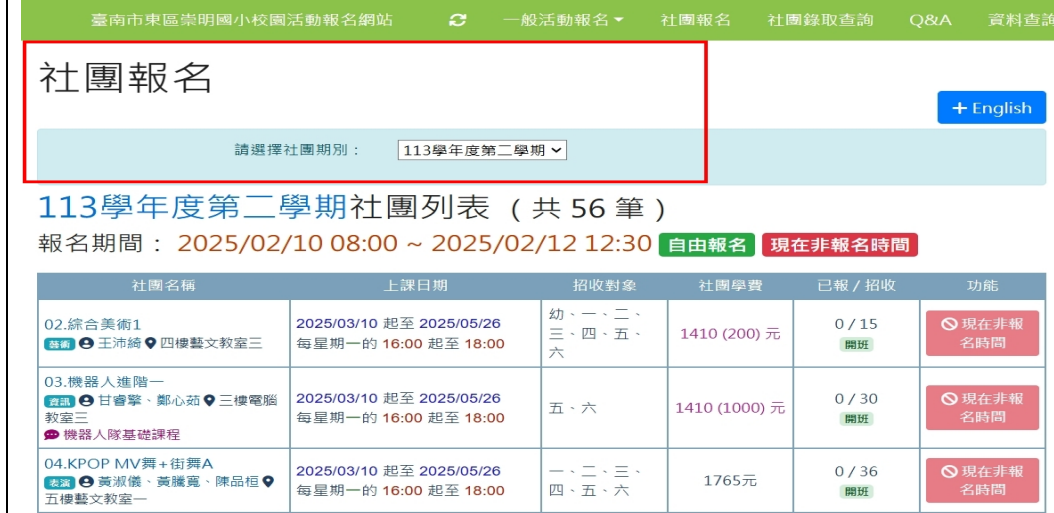 臺南市東區崇明國小校園活動報名網站 一般活動報名 社團報名 社團錄取查詢 Q&A 資料查詢
社團報名
+ English
請選擇社團期別： 113學年度第二學期
113學年度第二學期社團列表 ( 共 56 筆 )
報名期間： 2025/02/10 08:00 ~ 2025/02/12 12:30 自由報名 現在非報名時間
社團名稱 上課日期 招收對象 社團學費 已報 / 招收 功能
02.綜合美術1
藝術 王沛綺 四樓藝文教室三
2025/03/10 起至 2025/05/26
每星期一的 16:00 起至 18:00
幼、一、二、
三、四、五、
六
1410 (200) 元
0 / 15
開班
現在非報
名時間
03.機器人進階一
資訊 甘睿擎、鄭心茹 三樓電腦
教室三
機器人隊基礎課程
2025/03/10 起至 2025/05/26
每星期一的 16:00 起至 18:00
五、六
1410 (1000) 元
0 / 30
開班
現在非報
名時間
04.KPOP MV舞+街舞A
表演 黃淑儀、黃騰寬、陳品桓
五樓藝文教室一
2025/03/10 起至 2025/05/26
每星期一的 16:00 起至 18:00
一、二、三、
四、五、六
1765元
0 / 36
開班
現在非報
名時間